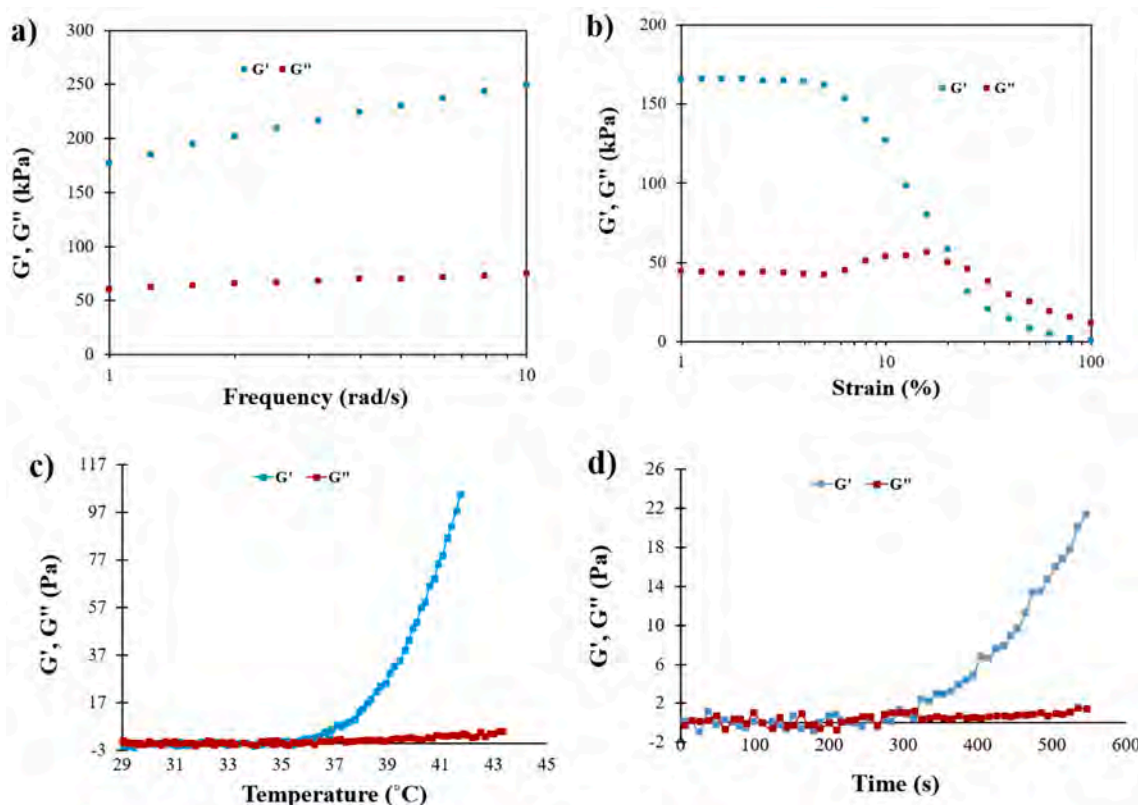 a)
300
250
200
150
100
50
0
G', G" (kPa)
G' G"
1 10
Frequency (rad/s)
b)
200
150
100
50
0
G', G" (kPa)
G' G"
1 10 100
Strain (%)
c)
117
97
77
57
37
17
-3
G', G" (Pa)
G' G"
29 31 33 35 37 39 41 43 45
Temperature (°C)
d)
26
22
18
14
10
6
2
-2
G', G" (Pa)
G' G"
0 100 200 300 400 500 600
Time (s)